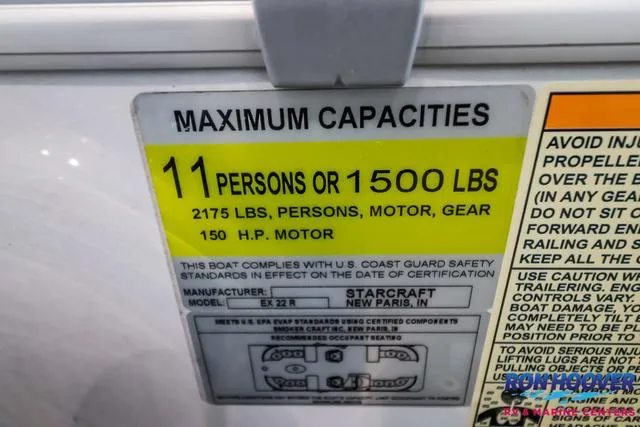 MAXIMUM CAPACITIES
11 PERSONS OR 1500 LBS
2175 LBS, PERSONS, MOTOR, GEAR
150 H.P. MOTOR
THIS BOAT COMPLIES WITH U.S. COAST GUARD SAFETY
STANDARDS IN EFFECT ON THE DATE OF CERTIFICATION
MANUFACTURER: STARCRAFT
MODEL: EX 22 R NEW PARIS, IN
MEETS U.S. EPA EVAP STANDARDS USING CERTIFIED COMPONENTS
SMOKER CRAFT INC. NEW PARIS, IN
RECOMMENDED OCCUPANT SEATING
AVOID INJU
PROPELLE
OVER THE B
(IN ANY GEA
DO NOT SIT O
FORWARD EN
RAILING AND S
KEEP ALL THE
USE CAUTION W
TRAILERING. ENG
CONTROLS VARY.
BOAT DAMAGE, YO
COMPLETELY TILT E
MAY NEED TO BE PL
POSITION PRIOR TO
TO AVOID SERIOUS INJU
LIFTING LUGS ARE NOT
PULLING OBJECTS OR PE
RON HOOVER
RV & MARINE CENTERS